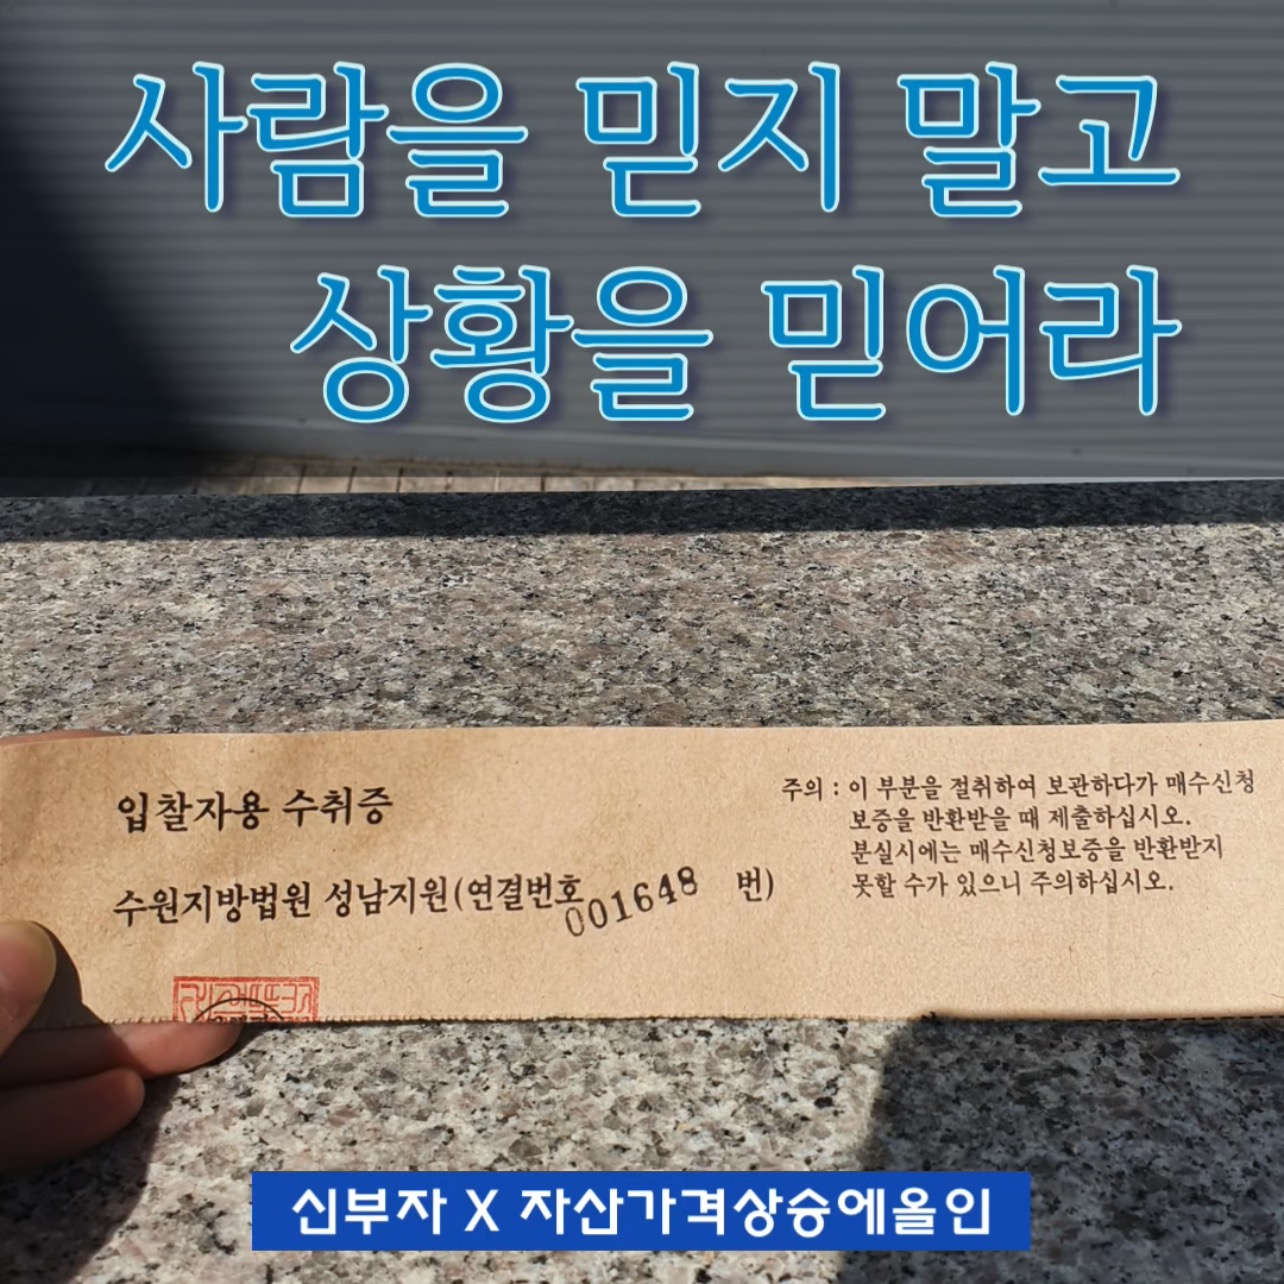 사람을 믿지 말고
상황을 믿어라
입찰자용 수취증
수원지방법원 성남지원(연결번호 001648 번)
주의 : 이 부분을 절취하여 보관하다가 매수신청
보증을 반환받을 때 제출하십시오.
분실시에는 매수신청보증을 반환받지
못할 수가 있으니 주의하십시오.
신부자 X 자산가격상승에올인